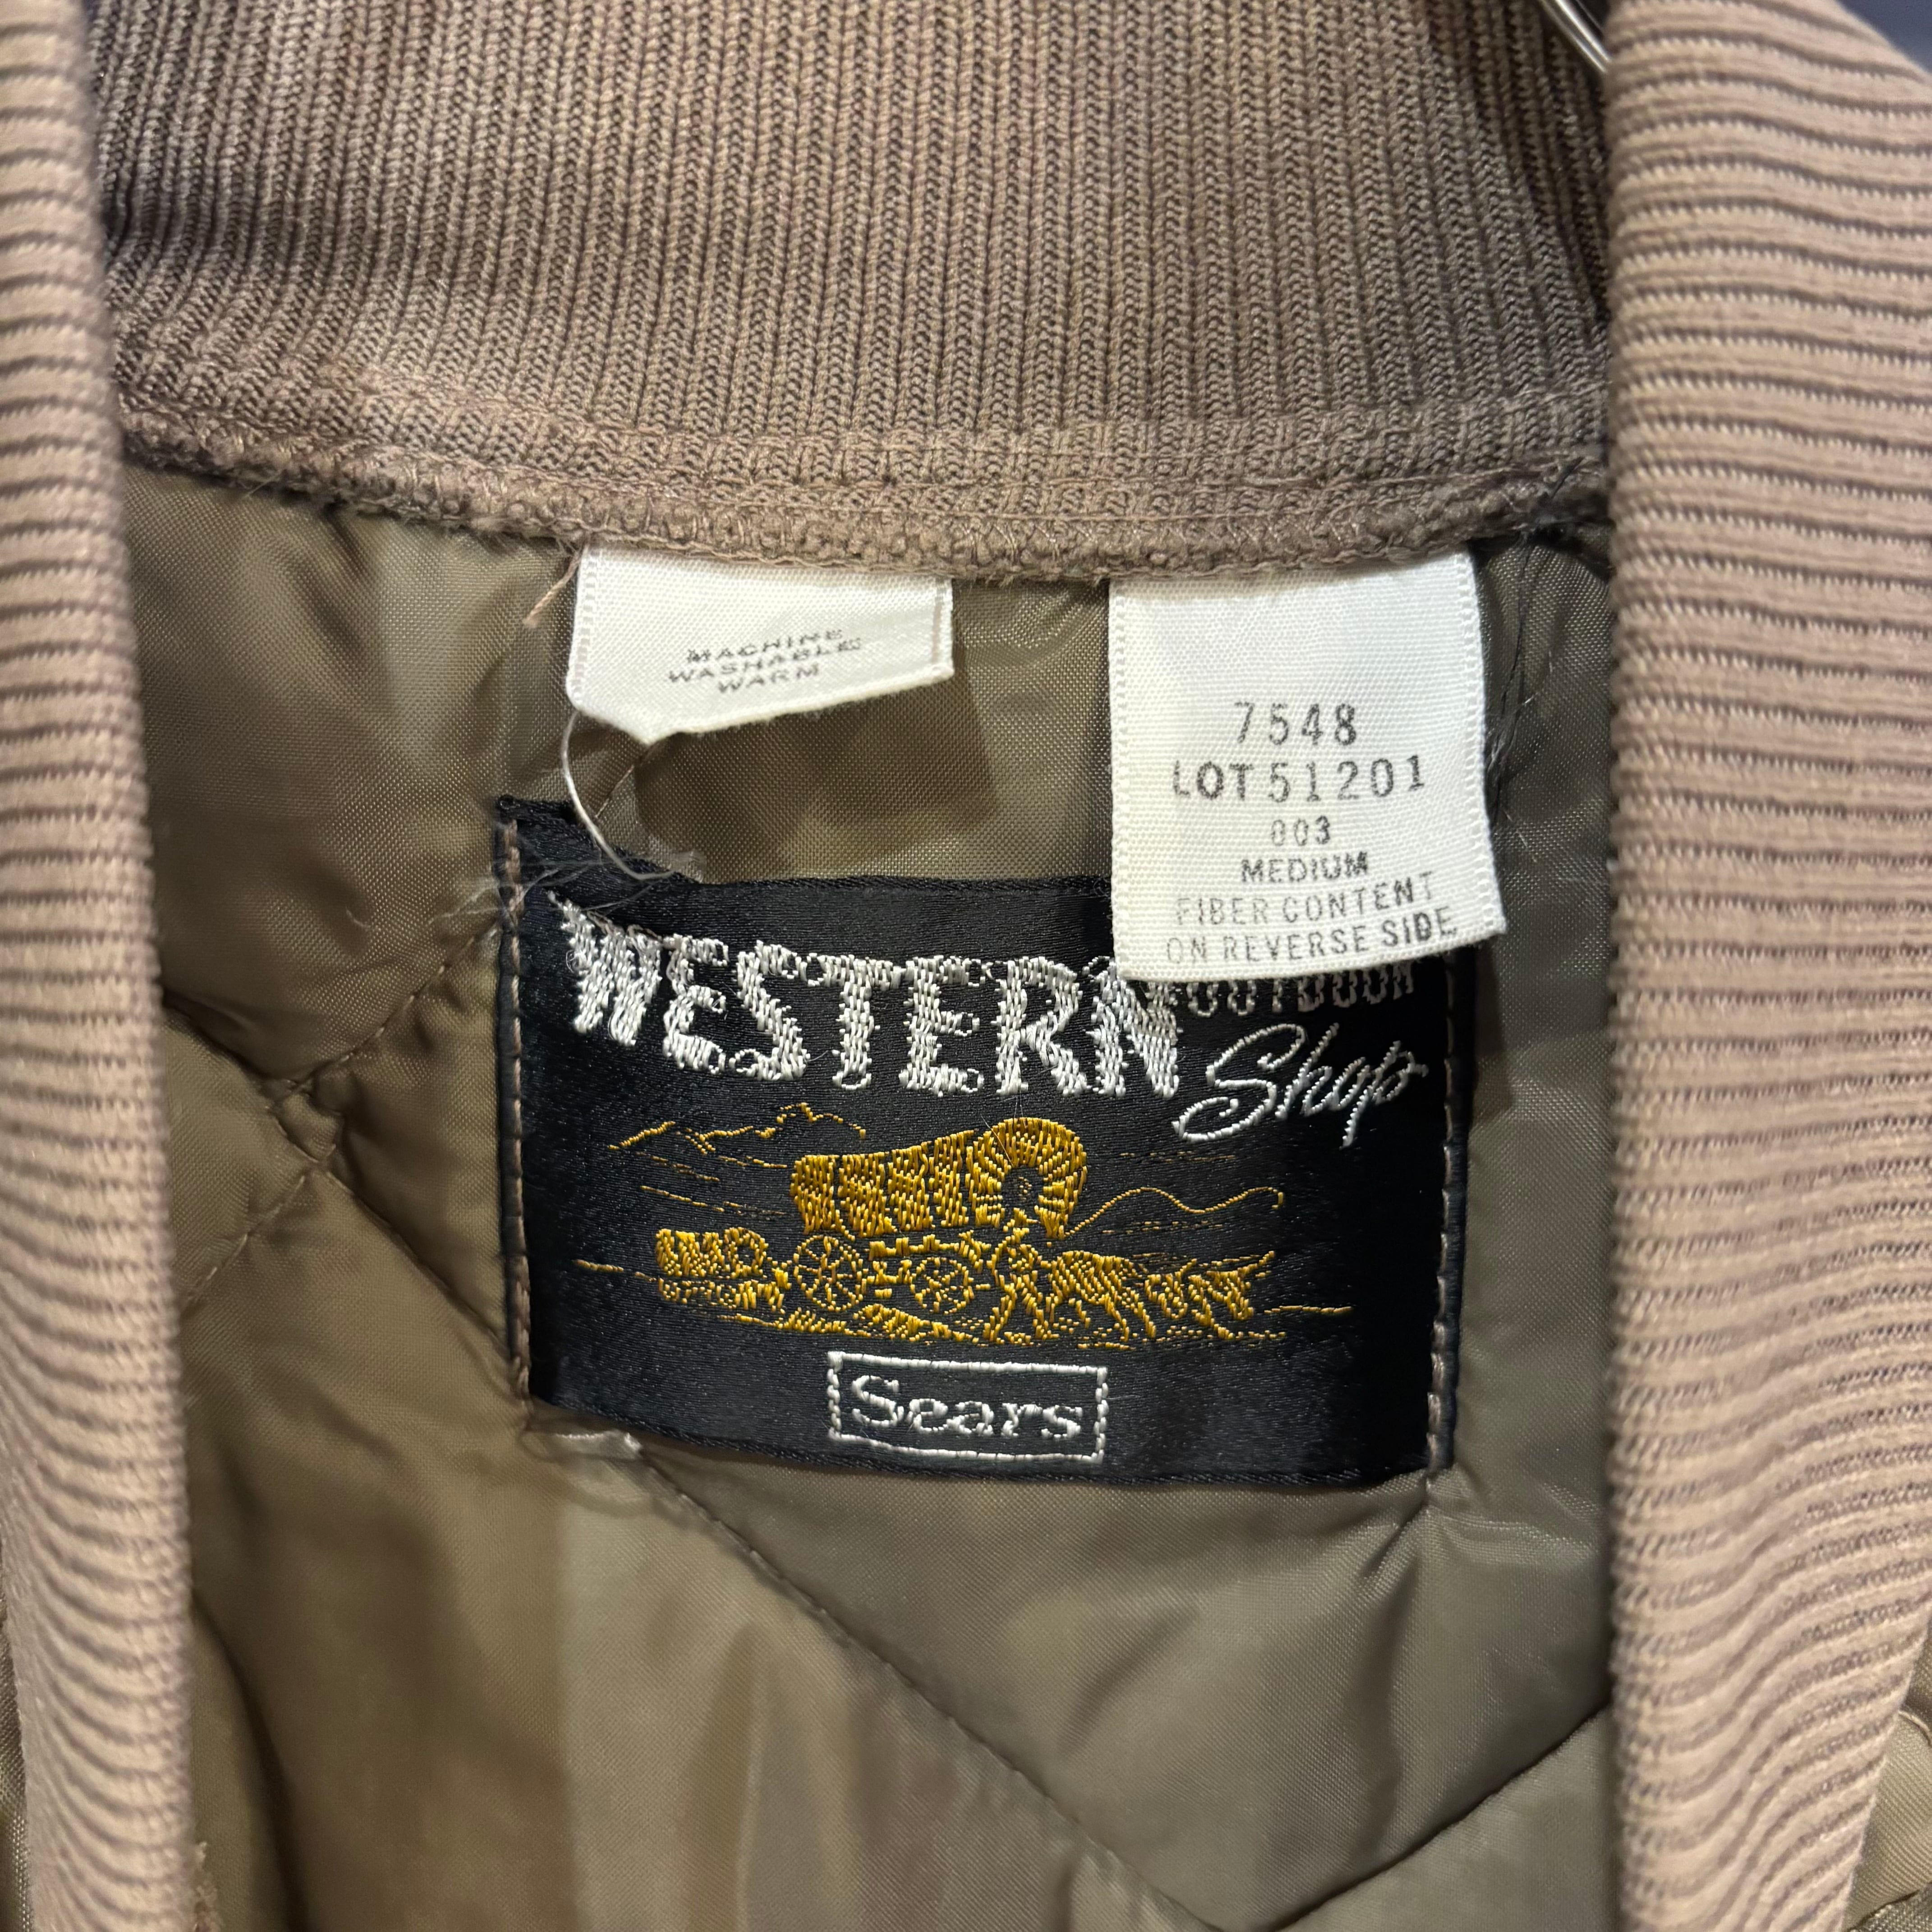 MACHINE
WASHABLE
WARM
7548
LOT 51201
003
MEDIUM
FIBER CONTENT
ON REVERSE SIDE
WESTERN OUTDOOR
Shop
Sears